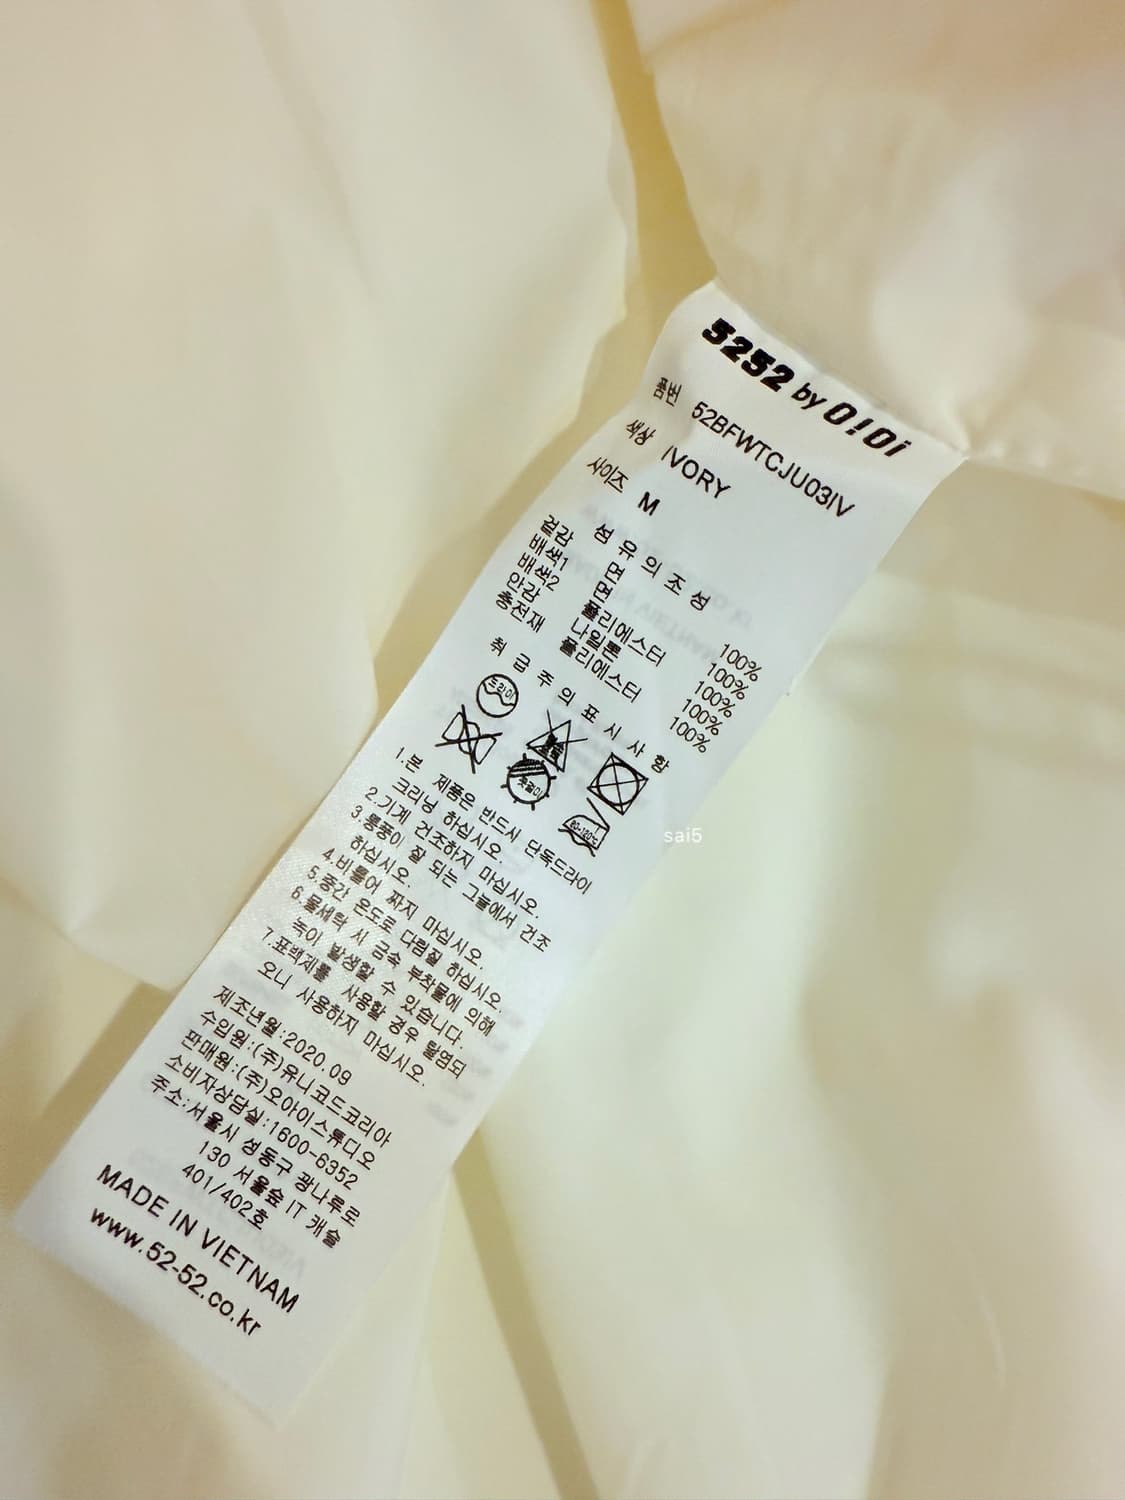 5252 by O!Oi
품번 52BFWTCJU03IV
색상 IVORY
사이즈 M
섬유의조성
겉감 면 100%
배색1 면 100%
배색2 폴리에스터 100%
안감 나일론 100%
충전재 폴리에스터 100%
취급주의표시사항
드라이
옷걸이
80~120℃
1.본 제품은 반드시 단독드라이
크리닝 하십시오.
2.기계 건조하지 마십시오.
3.통풍이 잘 되는 그늘에서 건조
하십시오.
4.비틀어 짜지 마십시오.
5.중간 온도로 다림질 하십시오.
6.물세탁 시 금속 부착물에 의해
녹이 발생할 수 있습니다.
7.표백제를 사용할 경우 탈염되
오니 사용하지 마십시오.
제조년월:2020.09
수입원:(주)유니코드코리아
판매원:(주)오아이스튜디오
소비자상담실:1600-6352
주소:서울시 성동구 광나루로
130 서울숲 IT 캐슬
401/402호
MADE IN VIETNAM
www.52-52.co.kr
sai5